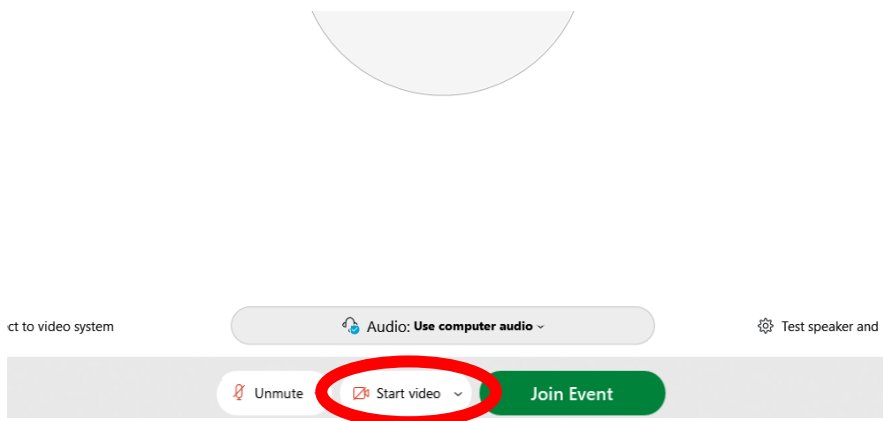 ct to video system
Audio: Use computer audio
Test speaker and
Unmute
Start video
Join Event